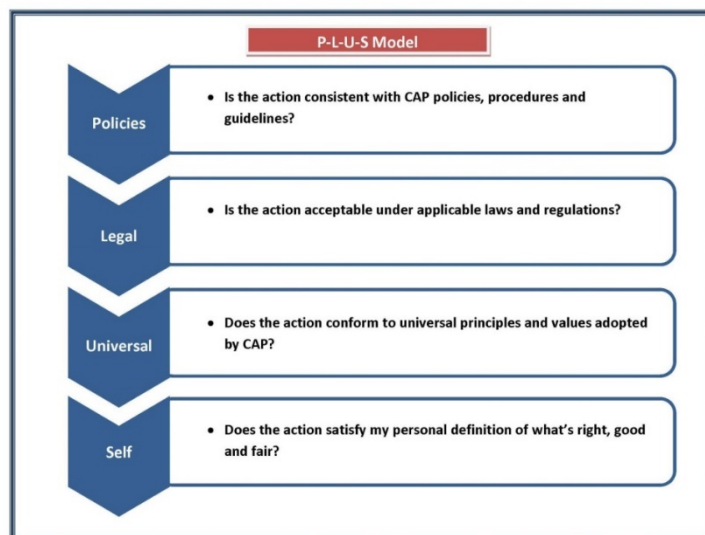 P-L-U-S Model
Policies
• Is the action consistent with CAP policies, procedures and
guidelines?
Legal
• Is the action acceptable under applicable laws and regulations?
Universal
• Does the action conform to universal principles and values adopted
by CAP?
Self
• Does the action satisfy my personal definition of what's right, good
and fair?